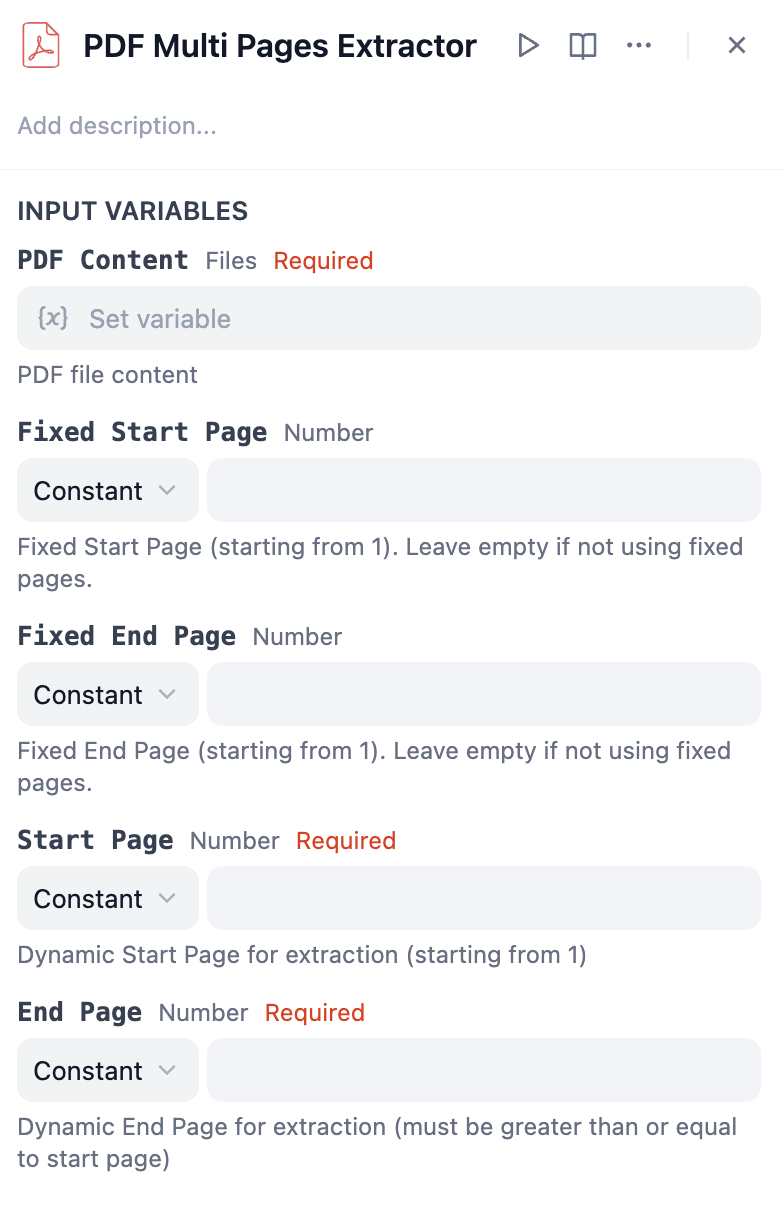 PDF Multi Pages Extractor
Add description...
INPUT VARIABLES
PDF Content Files Required
{x} Set variable
PDF file content
Fixed Start Page Number
Constant
Fixed Start Page (starting from 1). Leave empty if not using fixed
pages.
Fixed End Page Number
Constant
Fixed End Page (starting from 1). Leave empty if not using fixed
pages.
Start Page Number Required
Constant
Dynamic Start Page for extraction (starting from 1)
End Page Number Required
Constant
Dynamic End Page for extraction (must be greater than or equal
to start page)